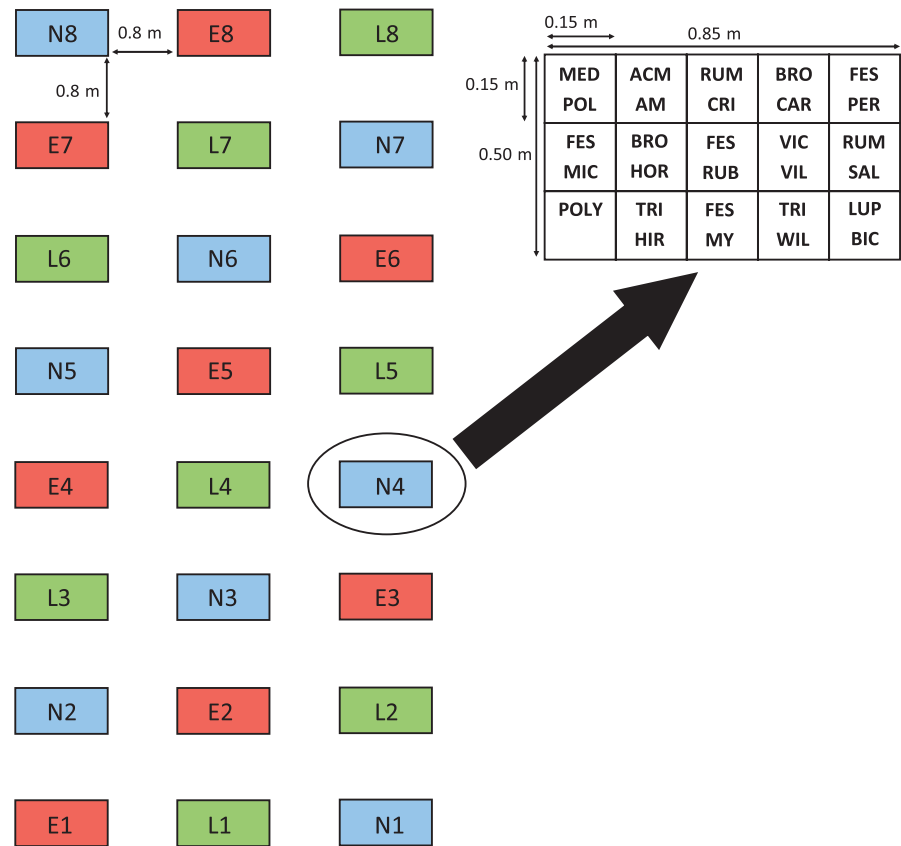 N8
0.8 m
E8
L8
0.8 m
E7
L7
N7
L6
N6
E6
N5
E5
L5
E4
L4
N4
L3
N3
E3
N2
E2
L2
E1
L1
N1
0.15 m
0.85 m
0.15 m
0.50 m
MED
POL
ACM
AM
RUM
CRI
BRO
CAR
FES
PER
FES
MIC
BRO
HOR
FES
RUB
VIC
VIL
RUM
SAL
POLY
TRI
HIR
FES
MY
TRI
WIL
LUP
BIC